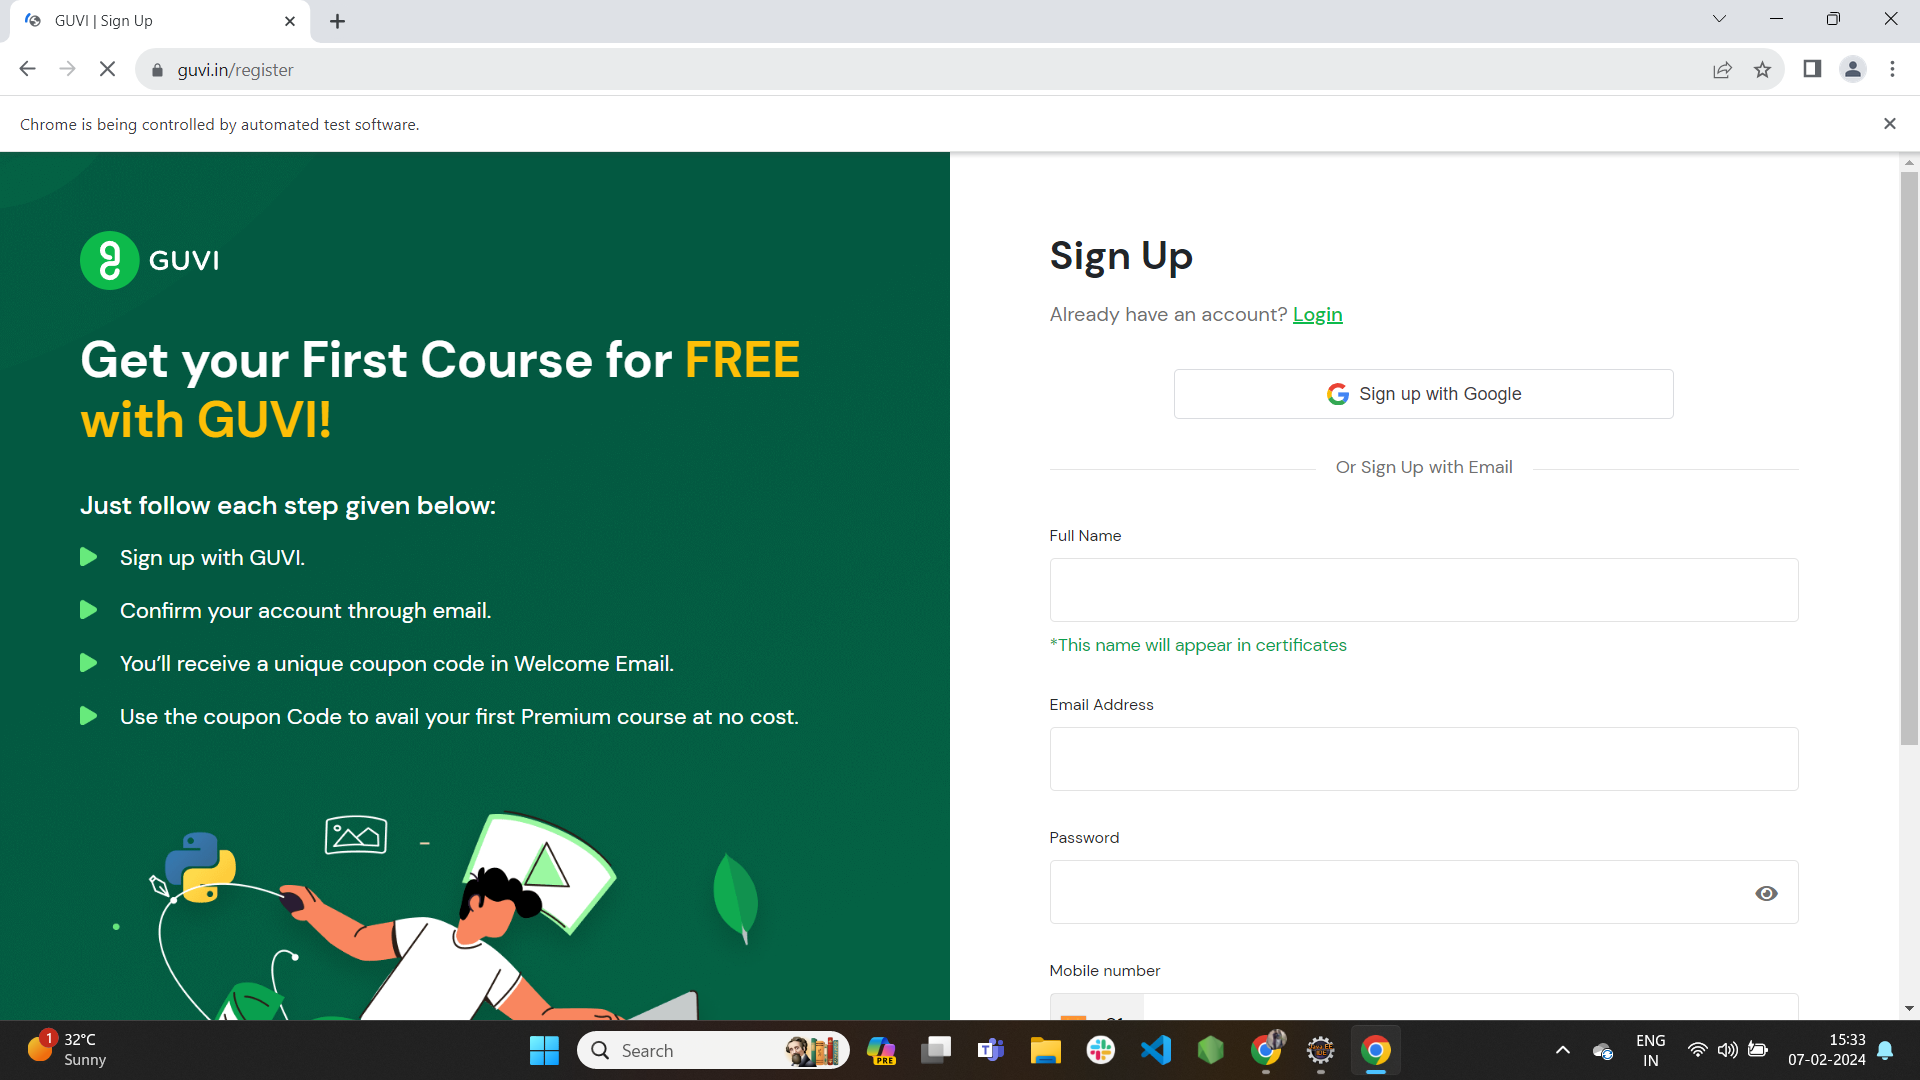 GUVI | Sign Up
guvi.in/register
Chrome is being controlled by automated test software.
GUVI
Get your First Course for FREE
with GUVI!
Just follow each step given below:
Sign up with GUVI.
Confirm your account through email.
You’ll receive a unique coupon code in Welcome Email.
Use the coupon Code to avail your first Premium course at no cost.
Sign Up
Already have an account? Login
Sign up with Google
Or Sign Up with Email
Full Name
*This name will appear in certificates
Email Address
Password
Mobile number
1
32°C
Sunny
Search
PRE
ENG
IN
15:33
07-02-2024